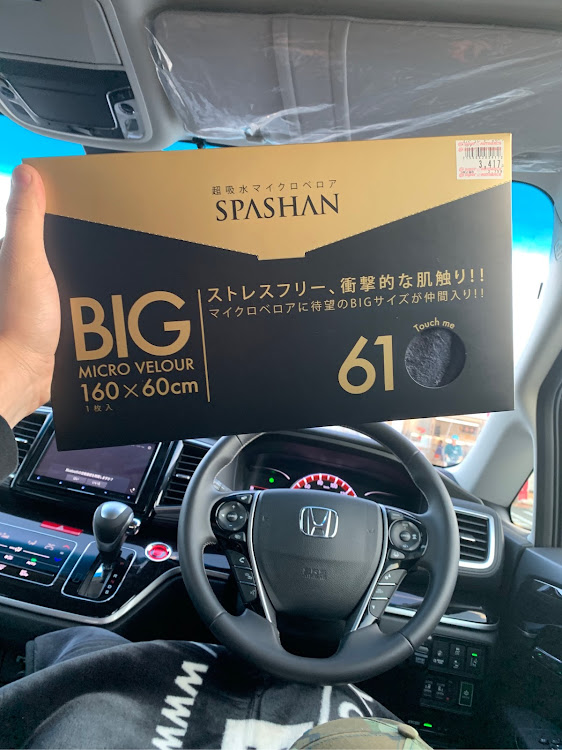 3,417
超吸水マイクロベロア
SPASHAN
ストレスフリー、衝撃的な肌触り!!
マイクロベロアに待望のBIGサイズが仲間入り!!
BIG
MICRO VELOUR
160×60cm
1枚入
61
Touch me
WWW